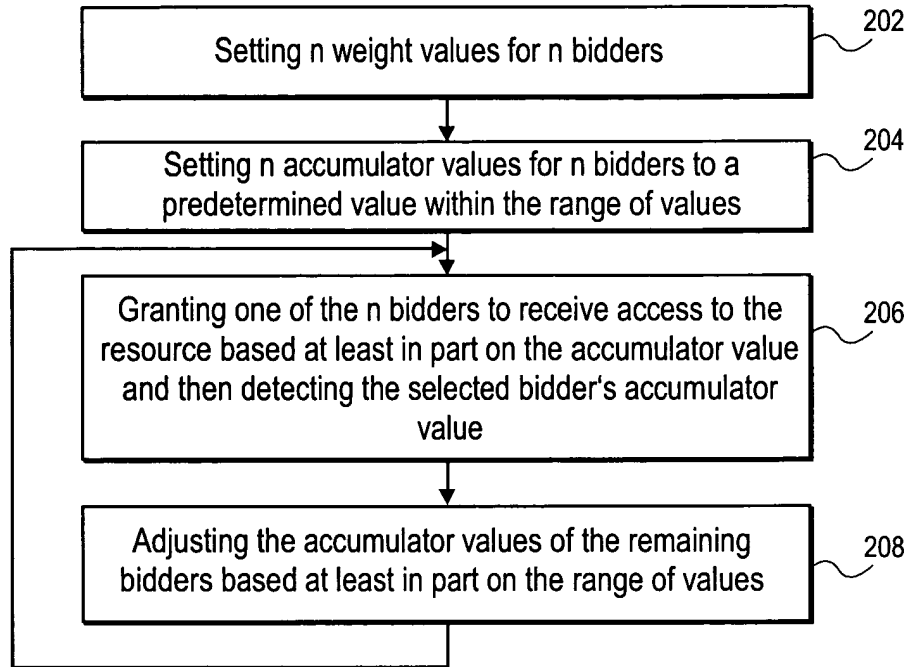 202
Setting n weight values for n bidders
204
Setting n accumulator values for n bidders to a
predetermined value within the range of values
Granting one of the n bidders to receive access to the
resource based at least in part on the accumulator value
and then detecting the selected bidder's accumulator
value
206
Adjusting the accumulator values of the remaining
bidders based at least in part on the range of values
208